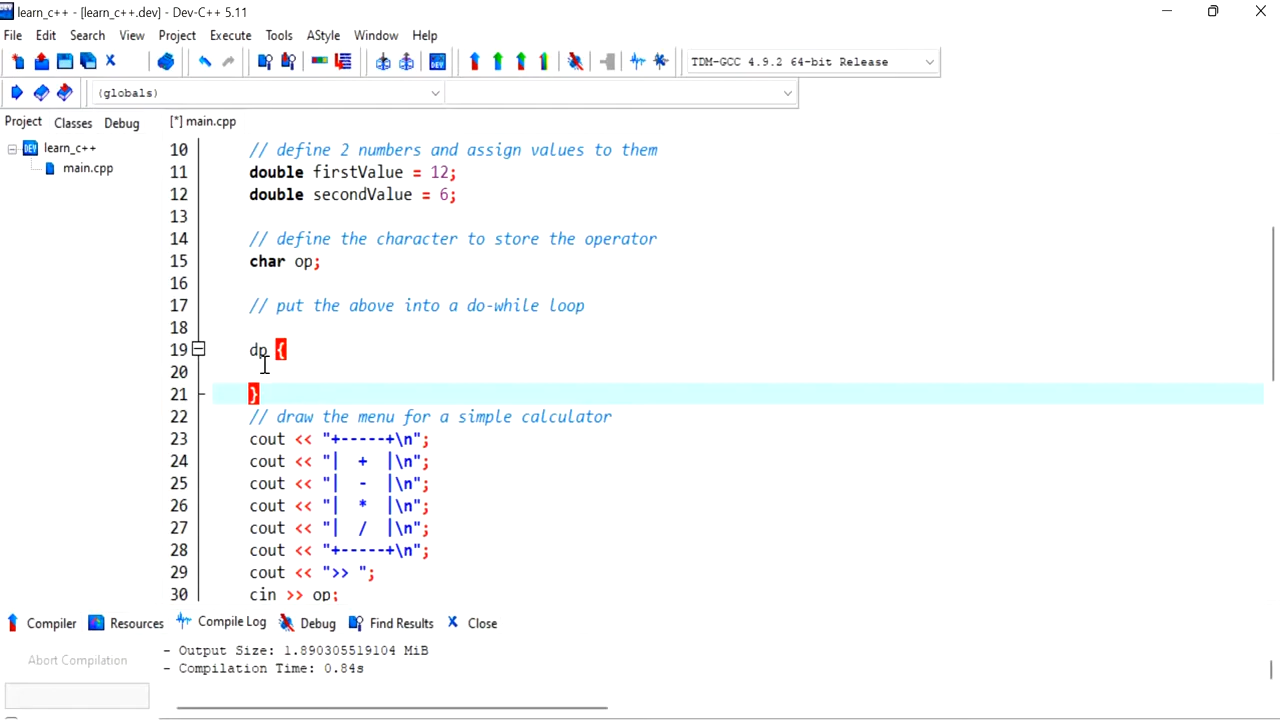 learn_c++ - [learn_c++.dev] - Dev-C++ 5.11
File Edit Search View Project Execute Tools AStyle Window Help
TDM-GCC 4.9.2 64-bit Release
(globals)
Project Classes Debug
[*] main.cpp
learn_c++
main.cpp
10 // define 2 numbers and assign values to them
11 double firstValue = 12;
12 double secondValue = 6;
13
14 // define the character to store the operator
15 char op;
16
17 // put the above into a do-while loop
18
19 dp {
20
21 }
22 // draw the menu for a simple calculator
23 cout << "+-----+\n";
24 cout << "|  +  |\n";
25 cout << "|  -  |\n";
26 cout << "|  *  |\n";
27 cout << "|  /  |\n";
28 cout << "+-----+\n";
29 cout << ">> ";
30 cin >> op;
Compiler Resources Compile Log Debug Find Results Close
Abort Compilation
- Output Size: 1.890305519104 MiB
- Compilation Time: 0.84s